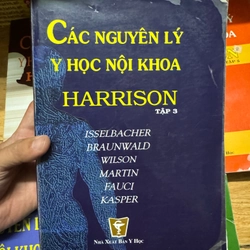 CÁC NGUYÊN LÝ
Y HỌC NỘI KHOA
HARRISON
TẬP 3
ISSELBACHER
BRAUNWALD
WILSON
MARTIN
FAUCI
KASPER
NHÀ XUẤT BẢN Y HỌC